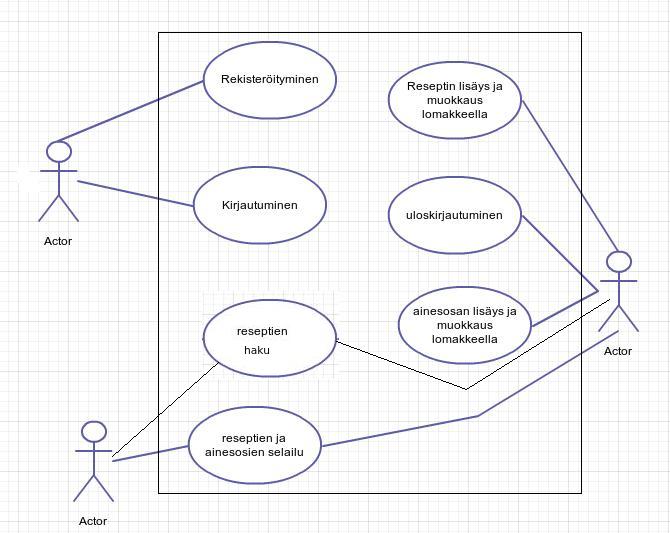 Rekisteröityminen
Reseptin lisäys ja
muokkaus
lomakkeella
Kirjautuminen
uloskirjautuminen
Actor
ainesosan lisäys ja
muokkaus
lomakkeella
reseptien
haku
Actor
reseptien ja
ainesosien selailu
Actor